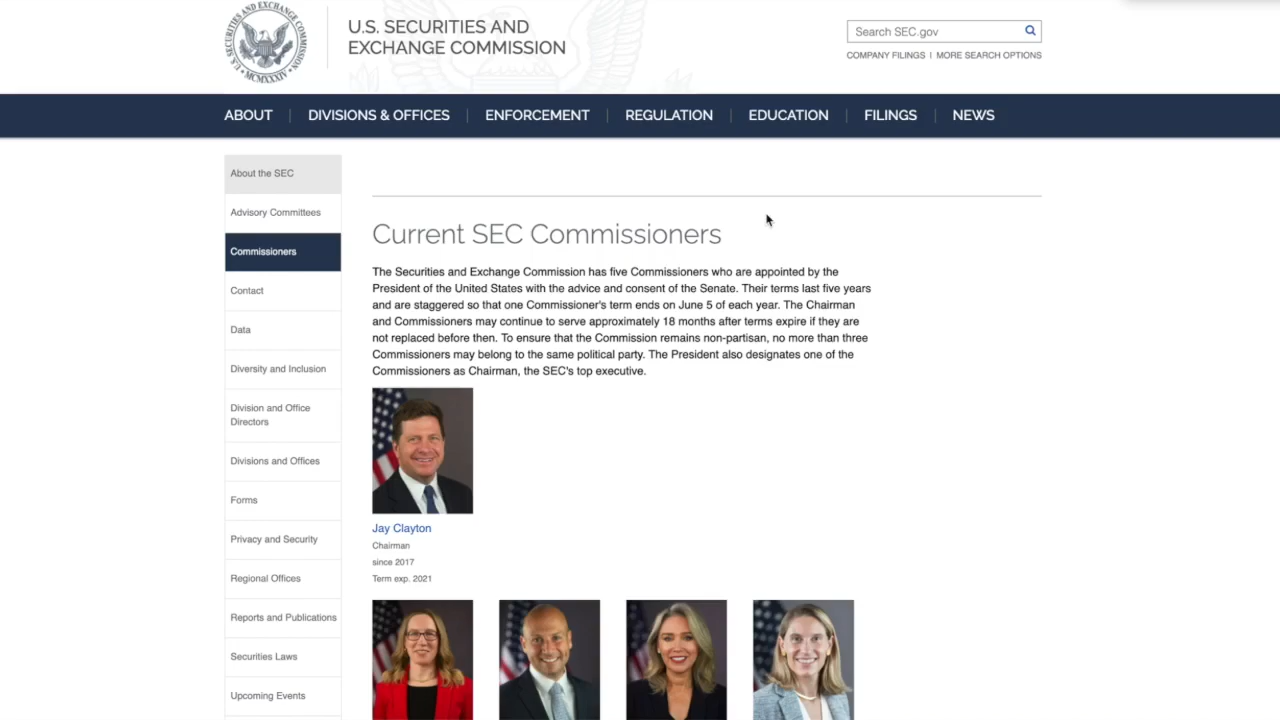 U.S. SECURITIES AND EXCHANGE COMMISSION
MCMXXXIV
U.S. SECURITIES AND
EXCHANGE COMMISSION
Search SEC.gov
COMPANY FILINGS | MORE SEARCH OPTIONS
ABOUT | DIVISIONS & OFFICES | ENFORCEMENT | REGULATION | EDUCATION | FILINGS | NEWS
About the SEC
Advisory Committees
Commissioners
Contact
Data
Diversity and Inclusion
Division and Office
Directors
Divisions and Offices
Forms
Privacy and Security
Regional Offices
Reports and Publications
Securities Laws
Upcoming Events
Current SEC Commissioners
The Securities and Exchange Commission has five Commissioners who are appointed by the
President of the United States with the advice and consent of the Senate. Their terms last five years
and are staggered so that one Commissioner's term ends on June 5 of each year. The Chairman
and Commissioners may continue to serve approximately 18 months after terms expire if they are
not replaced before then. To ensure that the Commission remains non-partisan, no more than three
Commissioners may belong to the same political party. The President also designates one of the
Commissioners as Chairman, the SEC's top executive.
Jay Clayton
Chairman
since 2017
Term exp. 2021